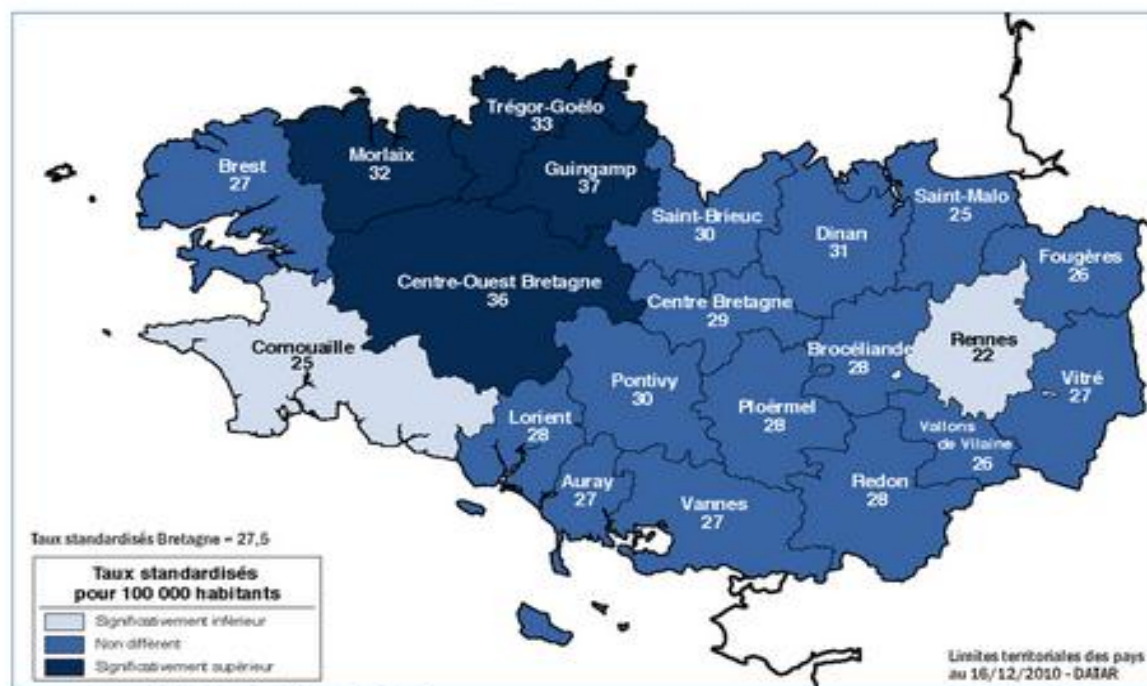 Trégor-Goëlo
33
Morlaix
32
Guingamp
37
Brest
27
Saint-Malo
25
Saint-Brieuc
30
Dinan
31
Fougères
26
Centre-Ouest Bretagne
36
Centre Bretagne
29
Cornouaille
25
Brocéliande
28
Rennes
22
Pontivy
30
Vitré
27
Ploërmel
28
Lorient
28
Vallons
de Vilaine
26
Auray
27
Vannes
27
Redon
28
Taux standardisés Bretagne = 27,5
Taux standardisés
pour 100 000 habitants
Significativement inférieur
Non différent
Significativement supérieur
Limites territoriales des pays
au 16/12/2010 - DATAR